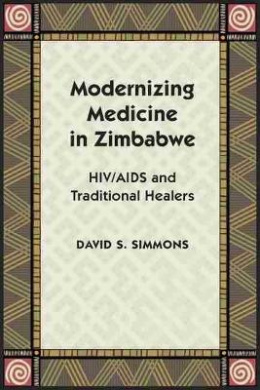 Modernizing
Medicine
in Zimbabwe
HIV/AIDS and
Traditional Healers
DAVID S. SIMMONS